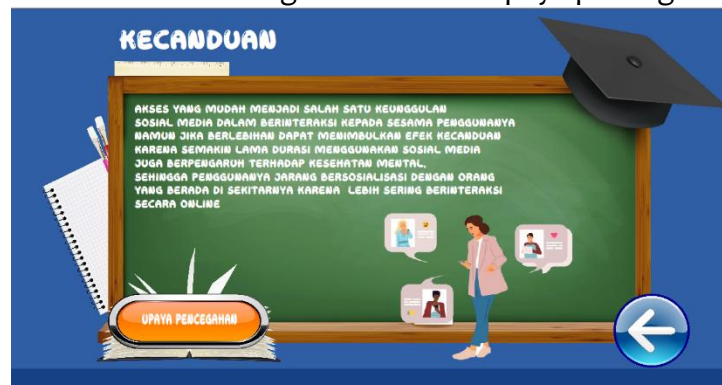 KECANDUAN
AKSES YANG MUDAH MENJADI SALAH SATU KEUNGGULAN
SOSIAL MEDIA DALAM BERINTERAKSI KEPADA SESAMA PENGGUNANYA
NAMUN JIKA BERLEBIHAN DAPAT MENIMBULKAN EFEK KECANDUAN
KARENA SEMAKIN LAMA DURASI MENGGUNAKAN SOSIAL MEDIA
JUGA BERPENGARUH TERHADAP KESEHATAN MENTAL.
SEHINGGA PENGGUNANYA JARANG BERSOSIALISASI DENGAN ORANG
YANG BERADA DI SEKITARNYA KARENA LEBIH SERING BERINTERAKSI
SECARA ONLINE
UPAYA PENCEGAHAN